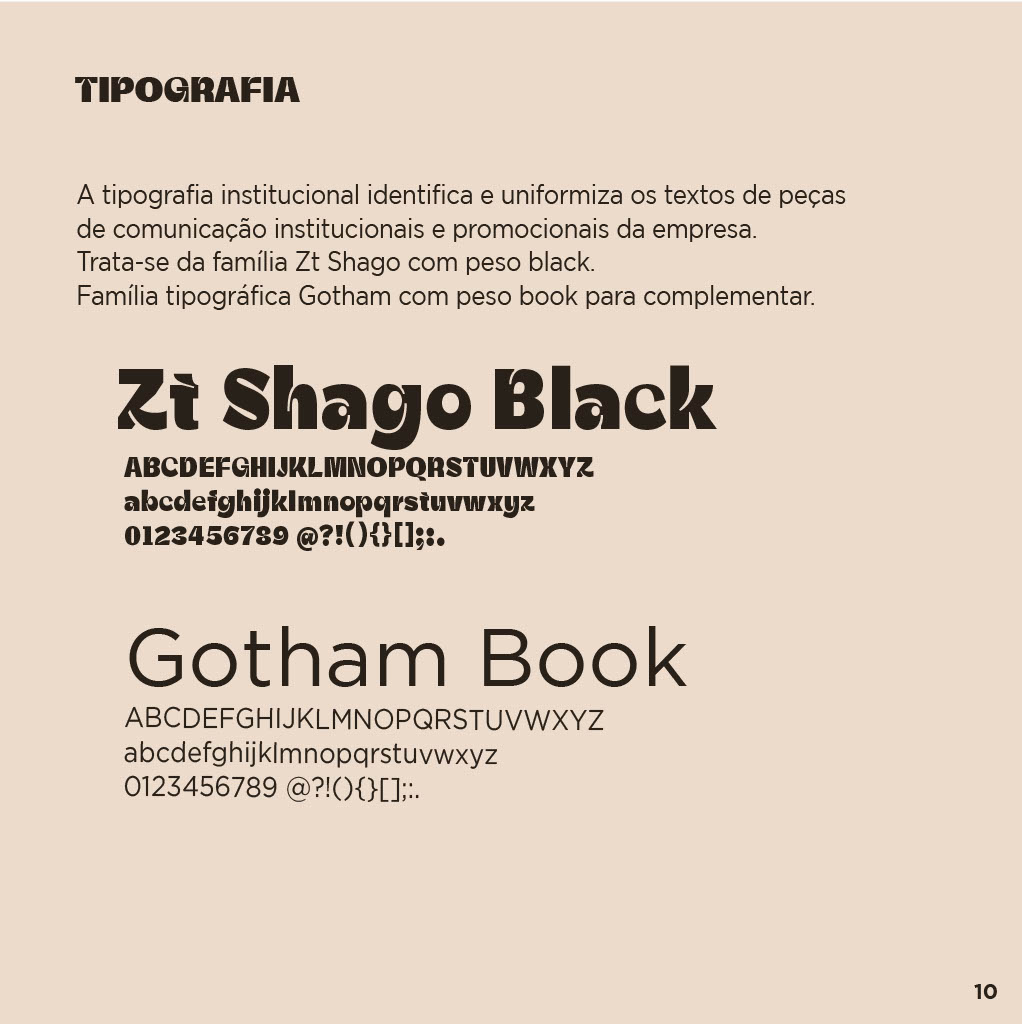 TIPOGRAFIA
A tipografia institucional identifica e uniformiza os textos de peças
de comunicação institucionais e promocionais da empresa.
Trata-se da família Zt Shago com peso black.
Família tipográfica Gotham com peso book para complementar.
Zt Shago Black
ABCDEFGHIJKLMNOPQRSTUVWXYZ
abcdefghijklmnopqrstuvwxyz
0123456789 @?!(){}[];:.
Gotham Book
ABCDEFGHIJKLMNOPQRSTUVWXYZ
abcdefghijklmnopqrstuvwxyz
0123456789 @?!(){}[];:.
10